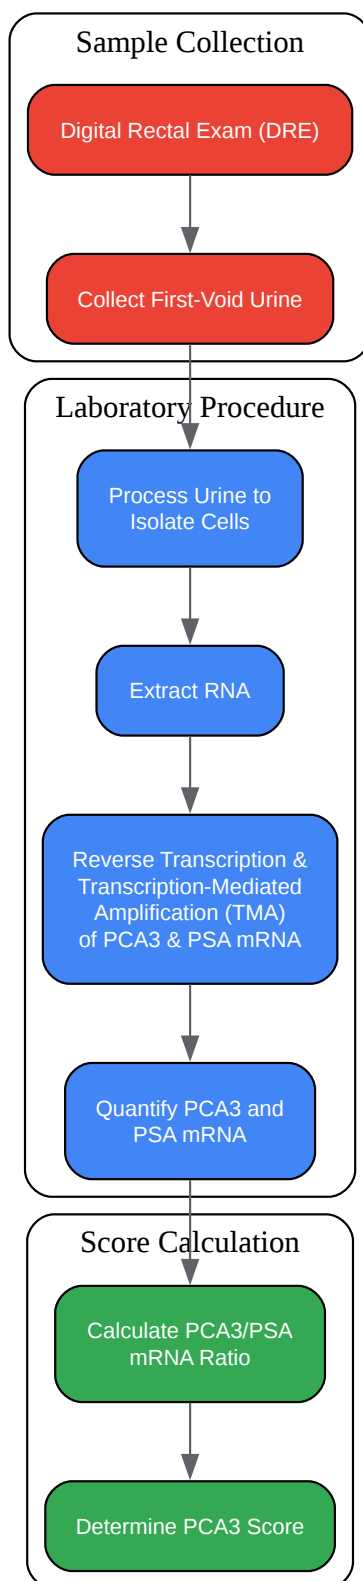 Sample Collection
Digital Rectal Exam (DRE)
Collect First-Void Urine
Laboratory Procedure
Process Urine to
Isolate Cells
Extract RNA
Reverse Transcription &
Transcription-Mediated
Amplification (TMA)
of PCA3 & PSA mRNA
Quantify PCA3 and
PSA mRNA
Score Calculation
Calculate PCA3/PSA
mRNA Ratio
Determine PCA3 Score